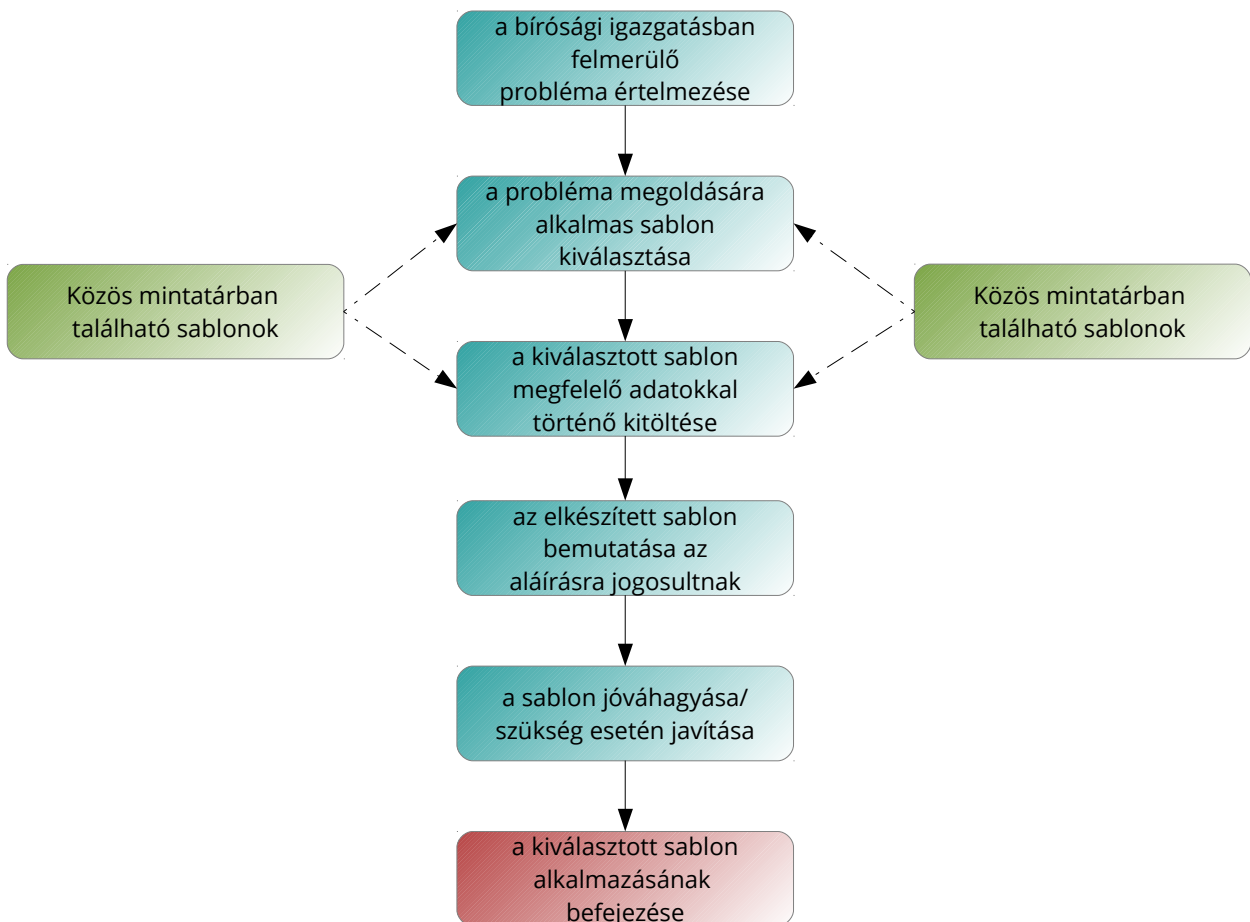 a bírósági igazgatásban
felmerülő
probléma értelmezése
a probléma megoldására
alkalmas sablon
kiválasztása
Közös mintatárban
található sablonok
Közös mintatárban
található sablonok
a kiválasztott sablon
megfelelő adatokkal
történő kitöltése
az elkészített sablon
bemutatása az
aláírásra jogosultnak
a sablon jóváhagyása/
szükség esetén javítása
a kiválasztott sablon
alkalmazásának
befejezése